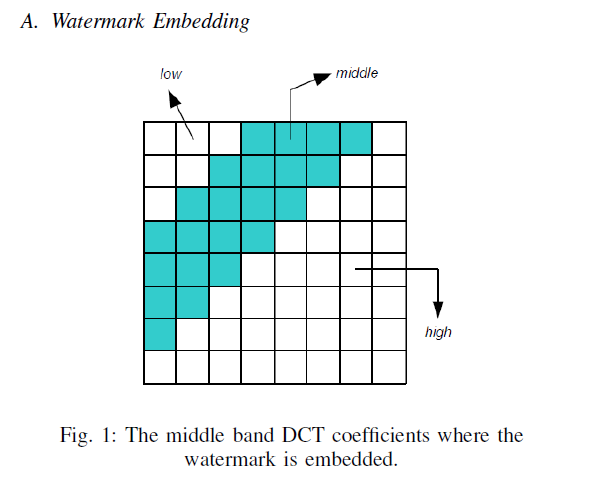 A. Watermark Embedding
low
middle
high
Fig. 1: The middle band DCT coefficients where the
watermark is embedded.